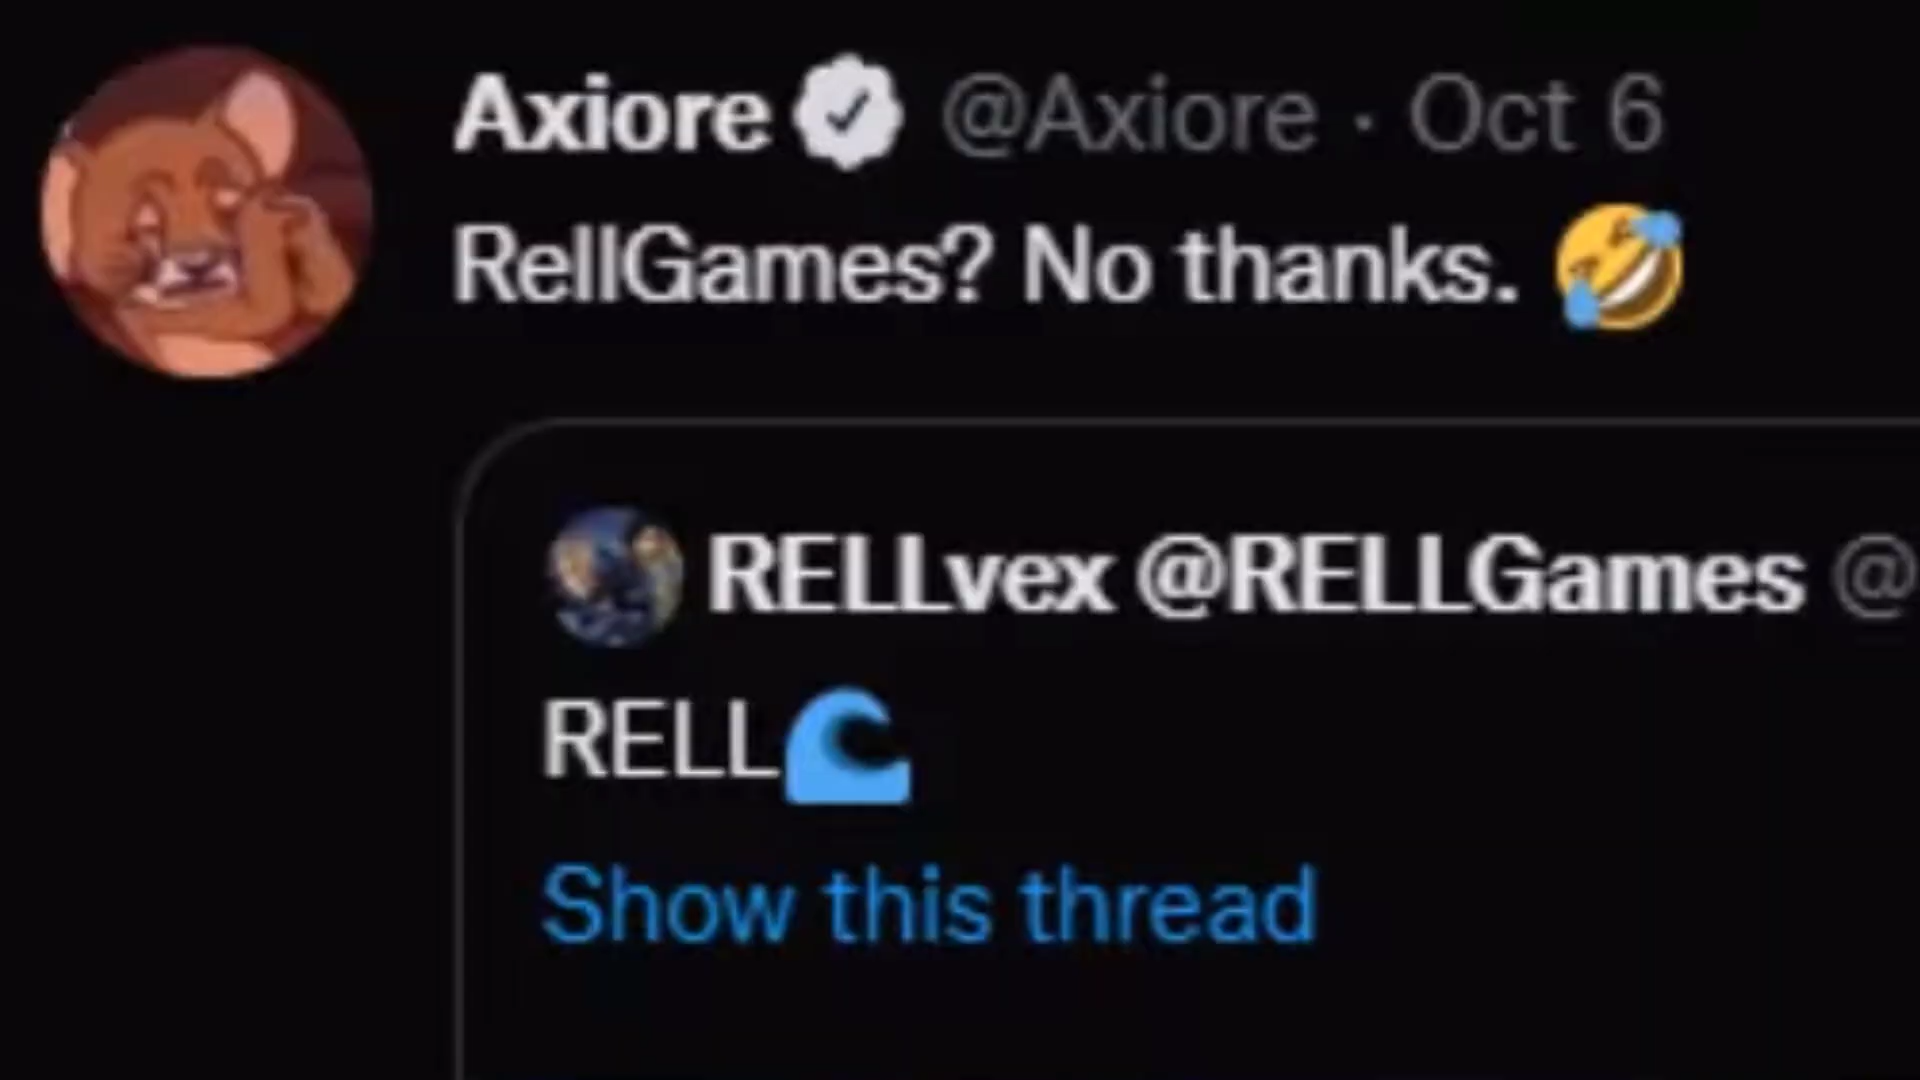 Axiore @Axiore · Oct 6
RellGames? No thanks. 🤣
RELLvex @RELLGames @
RELL🌊
Show this thread